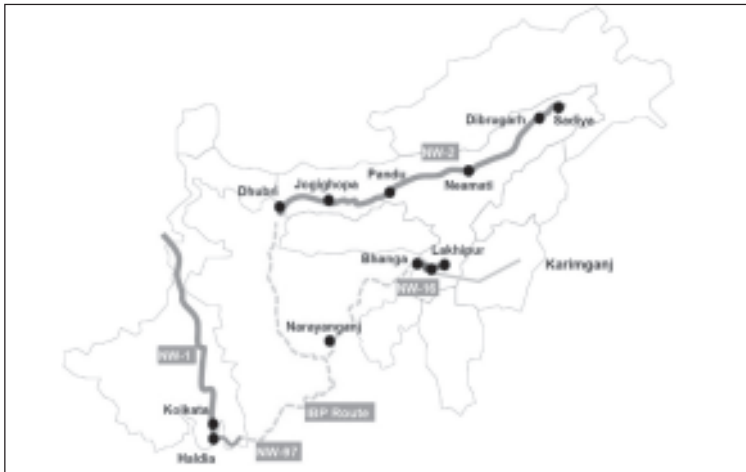 Dibrugarh
Sadiya
NW-2
Pandu
Neamati
Jogighopa
Dhubri
Lakhipur
Bhanga
Karimganj
NW-16
Narayanganj
NW-1
IBP Route
Kolkata
NW-97
Haldia